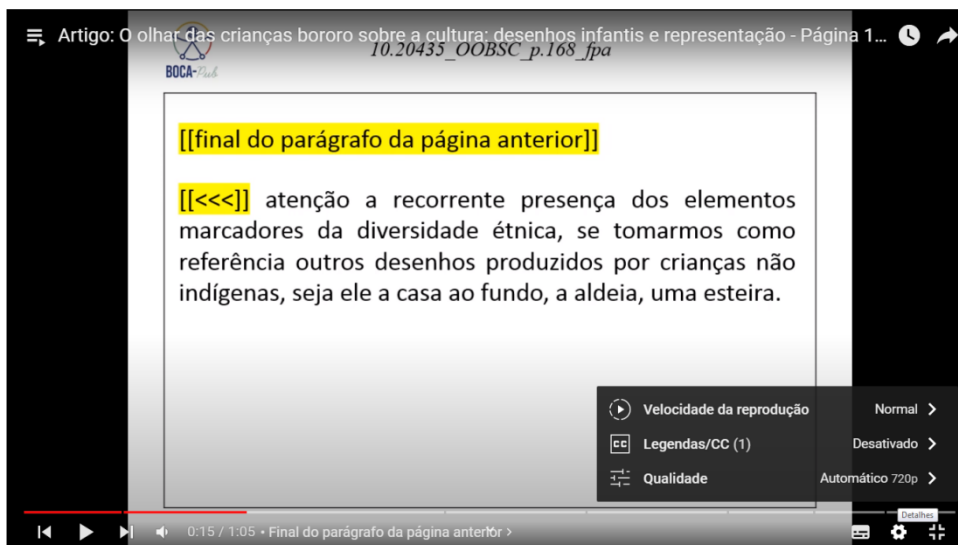 Artigo: O olhar das crianças bororo sobre a cultura: desenhos infantis e representação - Página 1...
10.20435_OOBSC_p.168_fpa
BOCA-Pub
[[final do parágrafo da página anterior]]
[[<<<]] atenção a recorrente presença dos elementos
marcadores da diversidade étnica, se tomarmos como
referência outros desenhos produzidos por crianças não
indígenas, seja ele a casa ao fundo, a aldeia, uma esteira.
Velocidade da reprodução Normal
CC Legendas/CC (1) Desativado
Qualidade Automático 720p
Detalhes
0:15 / 1:05 • Final do parágrafo da página anterior